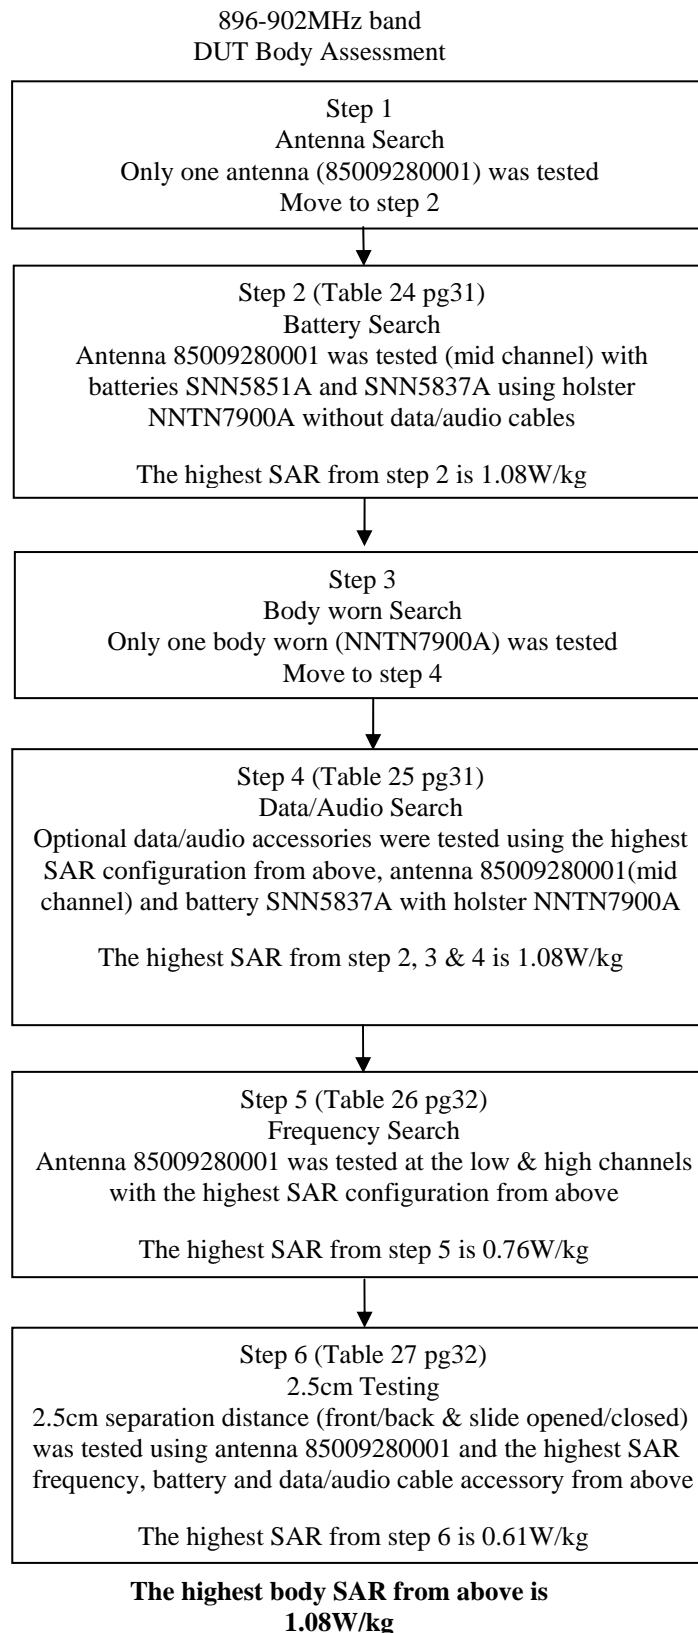 896-902MHz band
DUT Body Assessment
Step 1
Antenna Search
Only one antenna (85009280001) was tested
Move to step 2
Step 2 (Table 24 pg31)
Battery Search
Antenna 85009280001 was tested (mid channel) with
batteries SNN5851A and SNN5837A using holster
NNTN7900A without data/audio cables
The highest SAR from step 2 is 1.08W/kg
Step 3
Body worn Search
Only one body worn (NNTN7900A) was tested
Move to step 4
Step 4 (Table 25 pg31)
Data/Audio Search
Optional data/audio accessories were tested using the highest
SAR configuration from above, antenna 85009280001(mid
channel) and battery SNN5837A with holster NNTN7900A
The highest SAR from step 2, 3 & 4 is 1.08W/kg
Step 5 (Table 26 pg32)
Frequency Search
Antenna 85009280001 was tested at the low & high channels
with the highest SAR configuration from above
The highest SAR from step 5 is 0.76W/kg
Step 6 (Table 27 pg32)
2.5cm Testing
2.5cm separation distance (front/back & slide opened/closed)
was tested using antenna 85009280001 and the highest SAR
frequency, battery and data/audio cable accessory from above
The highest SAR from step 6 is 0.61W/kg
The highest body SAR from above is
1.08W/kg